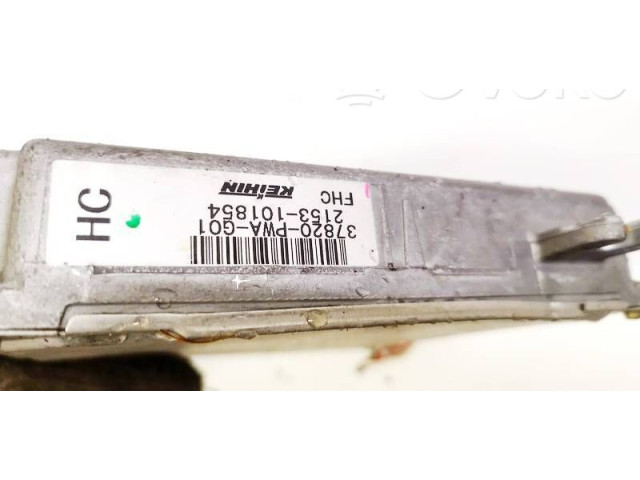 HC
KEIHIN
FHC
2153-101854
37820-PWA-G01